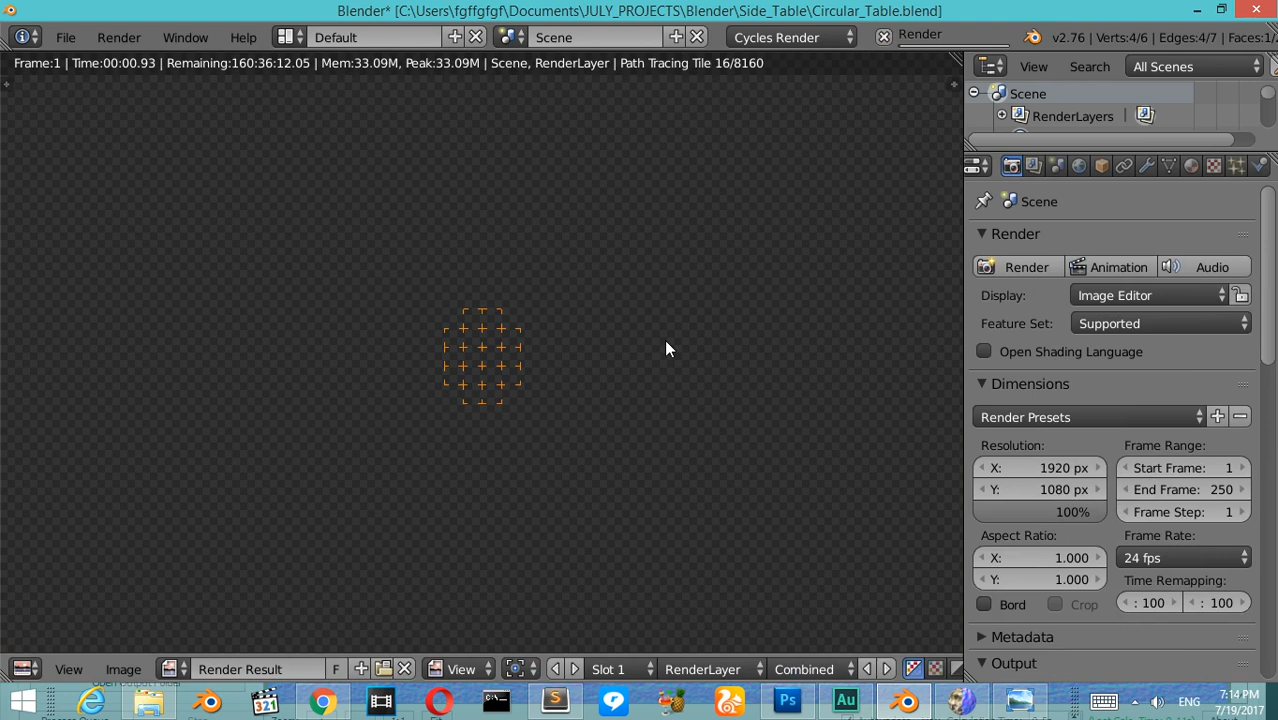 Blender* [C:\Users\fgffgfgf\Documents\JULY_PROJECTS\Blender\Side_Table\Circular_Table.blend]
File Render Window Help Default Scene Cycles Render Render v2.76 | Verts:4/6 | Edges:4/7 | Faces:1/
Frame:1 | Time:00:00.93 | Remaining:160:36:12.05 | Mem:33.09M, Peak:33.09M | Scene, RenderLayer | Path Tracing Tile 16/8160
View Search All Scenes
Scene
RenderLayers
Scene
Render
Render Animation Audio
Display: Image Editor
Feature Set: Supported
Open Shading Language
Dimensions
Render Presets
Resolution: Frame Range:
X: 1920 px Start Frame: 1
Y: 1080 px End Frame: 250
100% Frame Step: 1
Aspect Ratio: Frame Rate:
X: 1.000 24 fps
Y: 1.000 Time Remapping:
Bord Crop : 100 : 100
Metadata
Output
View Image Render Result F View Slot 1 RenderLayer Combined
321 Ps Au ENG
7:14 PM
7/19/2017